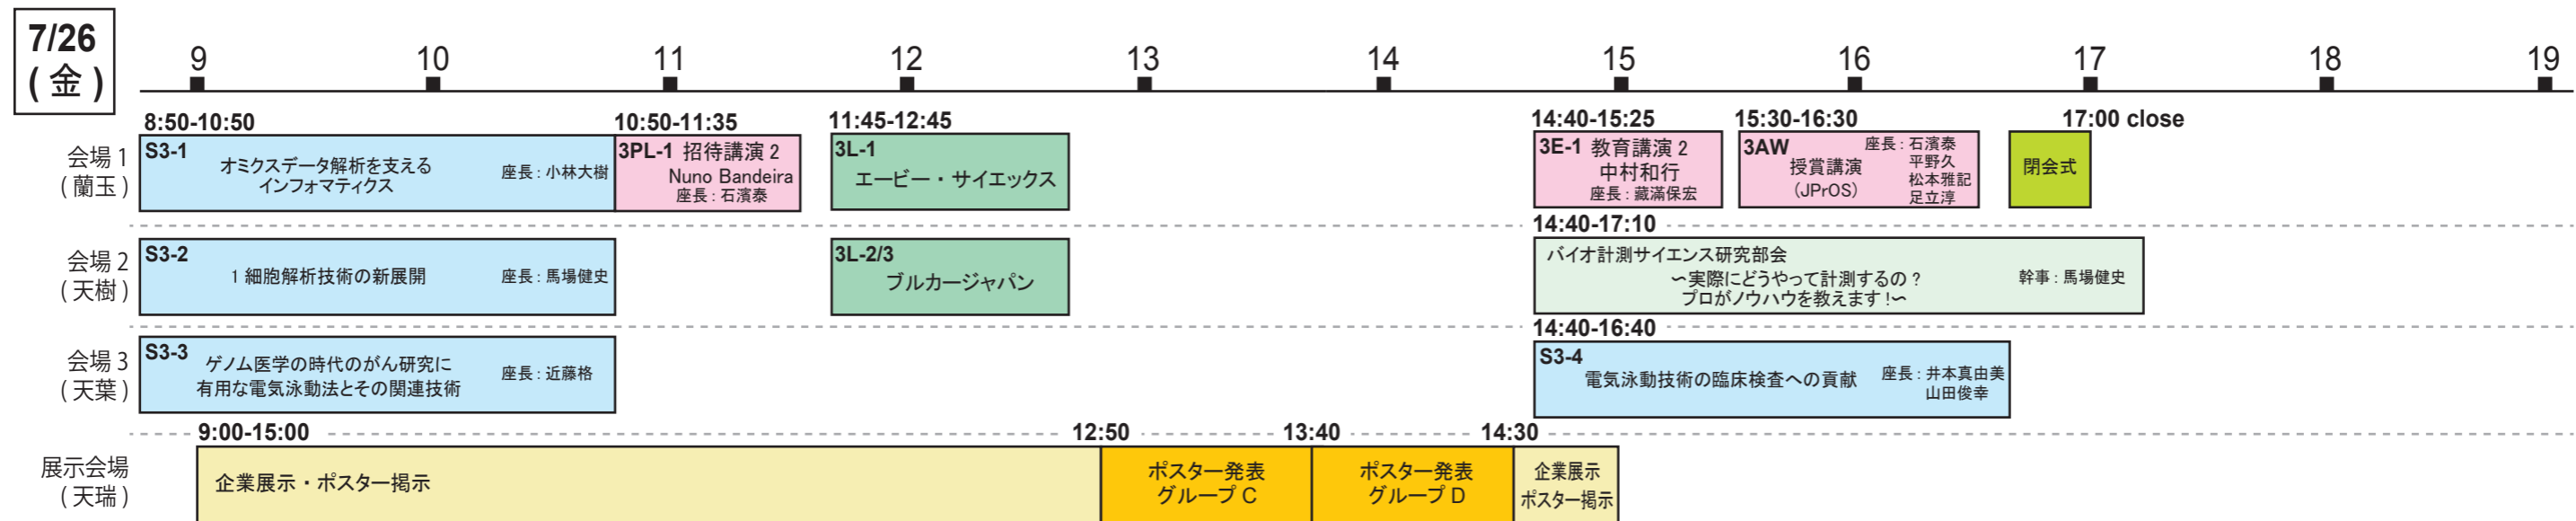 7/26
(金)
9 10 11 12 13 14 15 16 17 18 19
会場 1
(蘭玉)
8:50-10:50
S3-1
オミクスデータ解析を支える
インフォマティクス
座長：小林大樹
10:50-11:35
3PL-1 招待講演 2
Nuno Bandeira
座長：石濱泰
11:45-12:45
3L-1
エービー・サイエックス
14:40-15:25
3E-1 教育講演 2
中村和行
座長：藏滿保宏
15:30-16:30
3AW
授賞講演
(JPrOS)
座長：石濱泰
平野久
松本雅記
足立淳
17:00 close
閉会式
会場 2
(天樹)
S3-2
1 細胞解析技術の新展開
座長：馬場健史
3L-2/3
ブルカージャパン
14:40-17:10
バイオ計測サイエンス研究部会
〜実際にどうやって計測するの？
プロがノウハウを教えます！〜
幹事：馬場健史
会場 3
(天葉)
S3-3
ゲノム医学の時代のがん研究に
有用な電気泳動法とその関連技術
座長：近藤格
14:40-16:40
S3-4
電気泳動技術の臨床検査への貢献
座長：井本真由美
山田俊幸
展示会場
(天瑞)
9:00-15:00
企業展示・ポスター掲示
12:50
ポスター発表
グループ C
13:40
ポスター発表
グループ D
14:30
企業展示
ポスター掲示